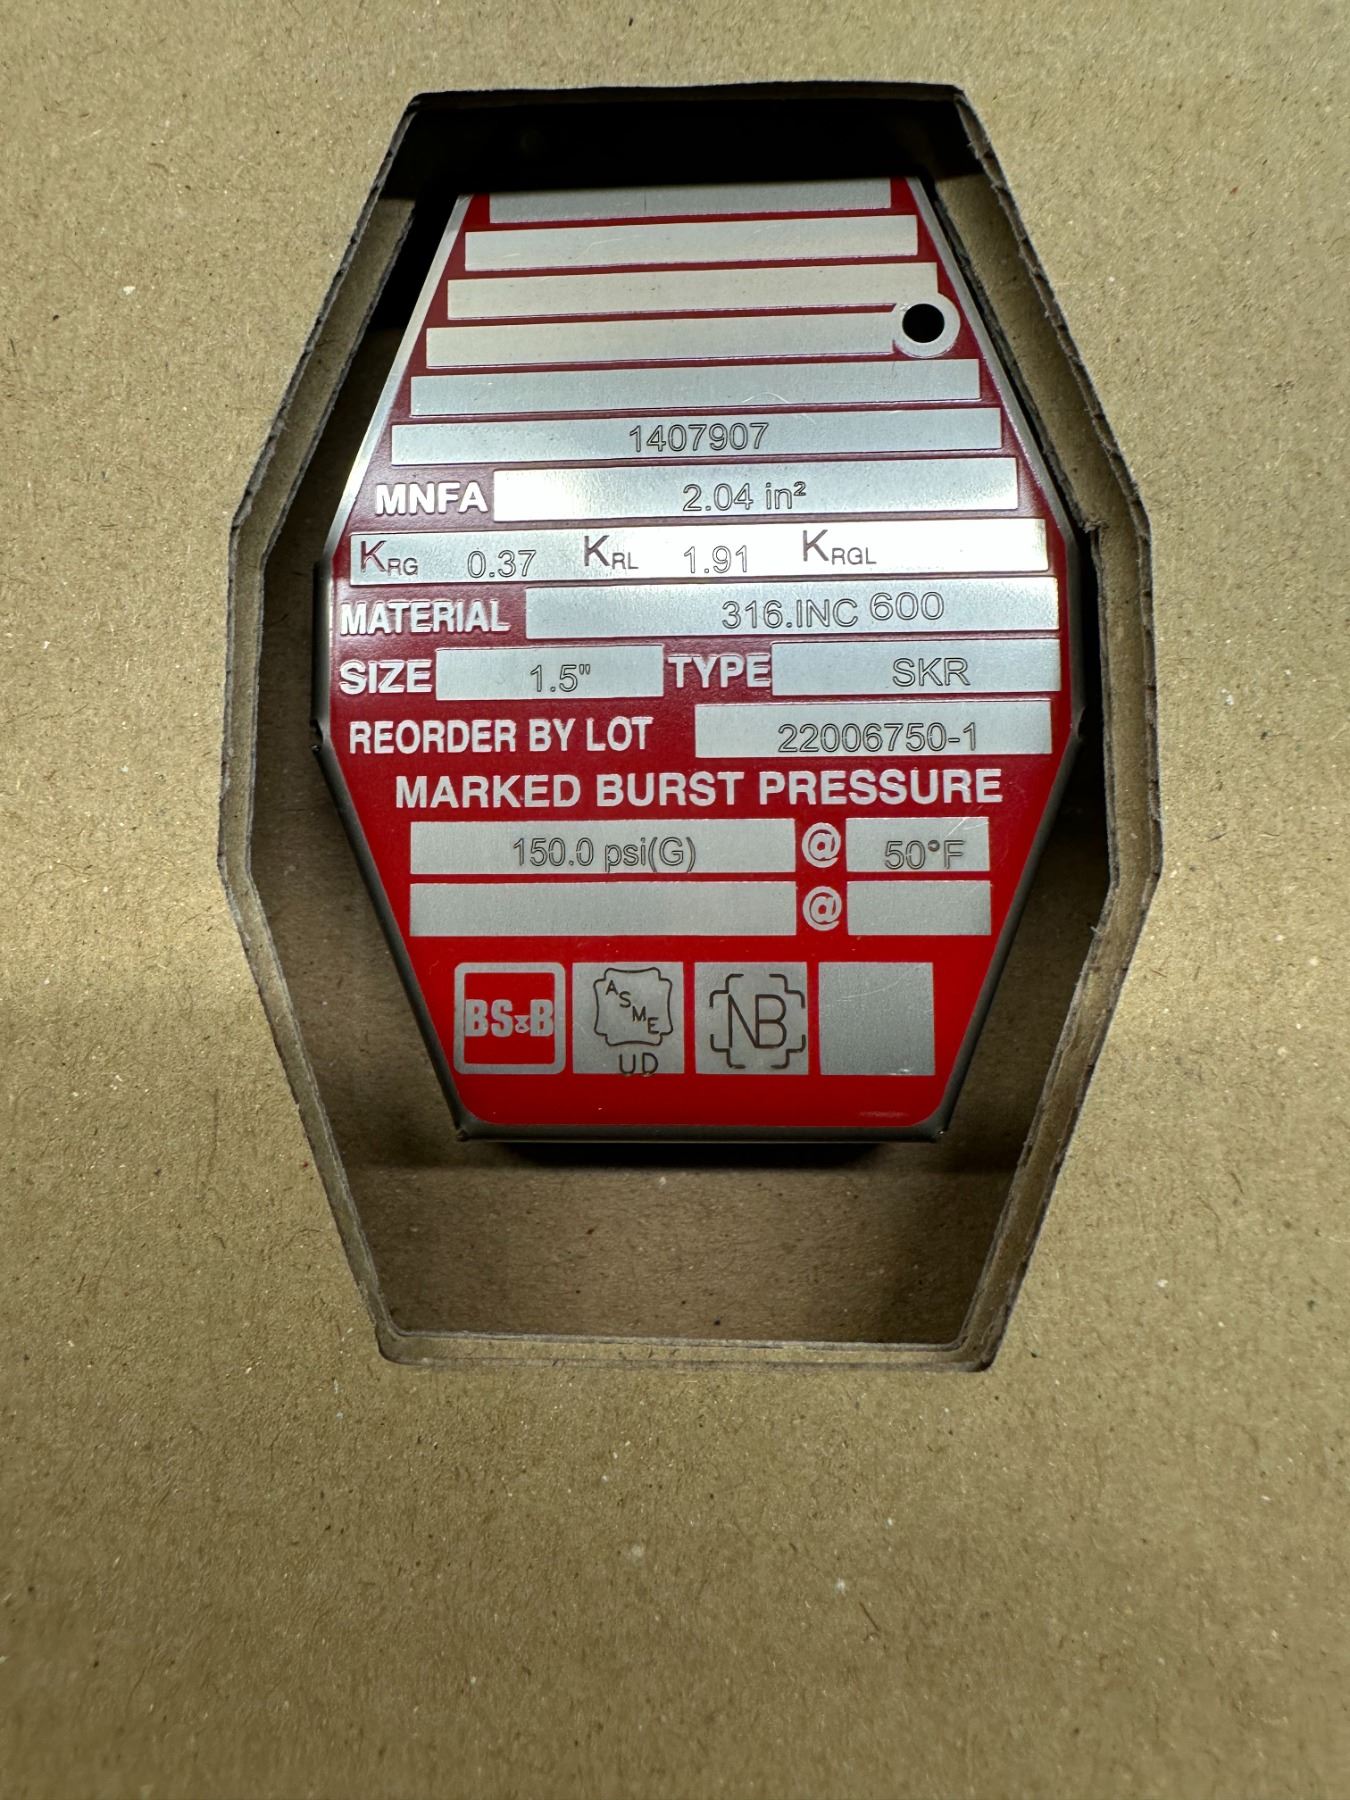 1407907
MNFA 2.04 in²
KRG 0.37 KRL 1.91 KRGL
MATERIAL 316.INC 600
SIZE 1.5" TYPE SKR
REORDER BY LOT 22006750-1
MARKED BURST PRESSURE
150.0 psi(G) @ 50°F
@
BS&B ASME NB
UD